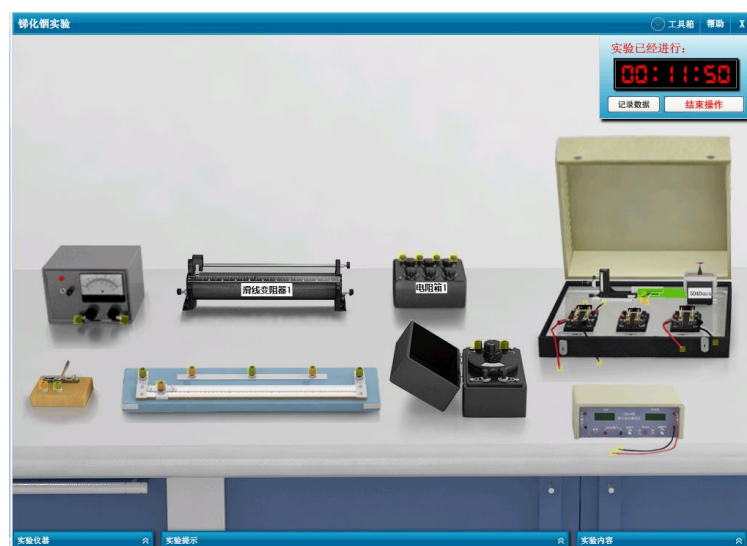 锑化铟实验
工具箱 帮助 X
实验已经进行:
00:11:50
记录数据 结束操作
滑线变阻器1
电阻箱1
实验仪器
实验提示
实验内容